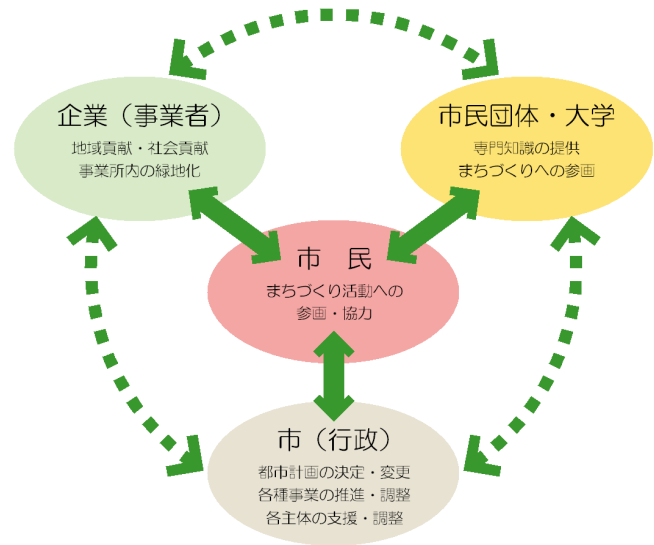 企業（事業者）
地域貢献・社会貢献
事業所内の緑地化
市民団体・大学
専門知識の提供
まちづくりへの参画
市　民
まちづくり活動への
参画・協力
市（行政）
都市計画の決定・変更
各種事業の推進・調整
各主体の支援・調整